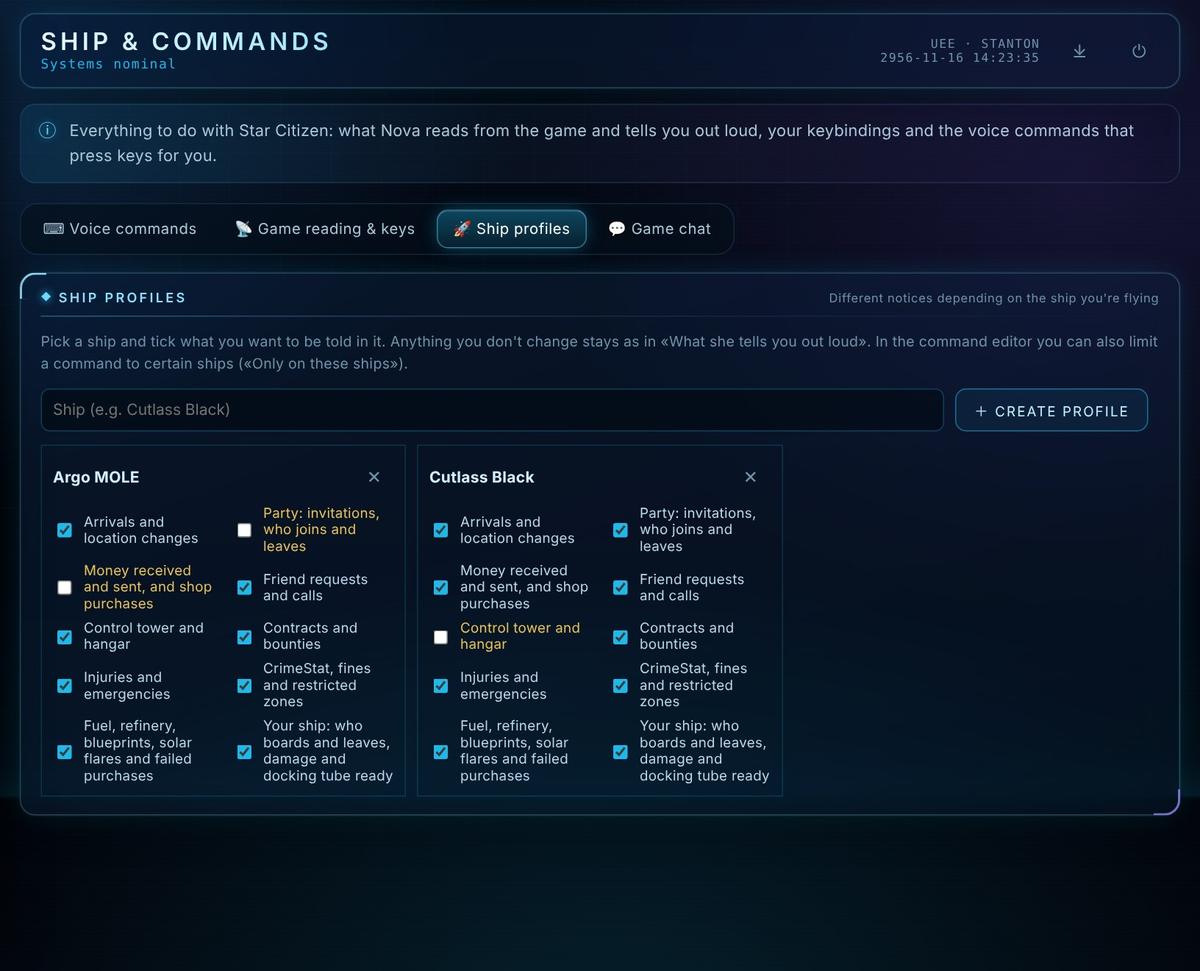 SHIP & COMMANDS
Systems nominal
UEE · STANTON
2956-11-16 14:23:35
Everything to do with Star Citizen: what Nova reads from the game and tells you out loud, your keybindings and the voice commands that
press keys for you.
Voice commands
Game reading & keys
Ship profiles
Game chat
SHIP PROFILES
Different notices depending on the ship you're flying
Pick a ship and tick what you want to be told in it. Anything you don't change stays as in «What she tells you out loud». In the command editor you can also limit
a command to certain ships («Only on these ships»).
Ship (e.g. Cutlass Black)
+ CREATE PROFILE
Argo MOLE
Arrivals and
location changes
Party: invitations,
who joins and
leaves
Money received
and sent, and shop
purchases
Friend requests
and calls
Control tower and
hangar
Contracts and
bounties
Injuries and
emergencies
CrimeStat, fines
and restricted
zones
Fuel, refinery,
blueprints, solar
flares and failed
purchases
Your ship: who
boards and leaves,
damage and
docking tube ready
Cutlass Black
Arrivals and
location changes
Party: invitations,
who joins and
leaves
Money received
and sent, and shop
purchases
Friend requests
and calls
Control tower and
hangar
Contracts and
bounties
Injuries and
emergencies
CrimeStat, fines
and restricted
zones
Fuel, refinery,
blueprints, solar
flares and failed
purchases
Your ship: who
boards and leaves,
damage and
docking tube ready